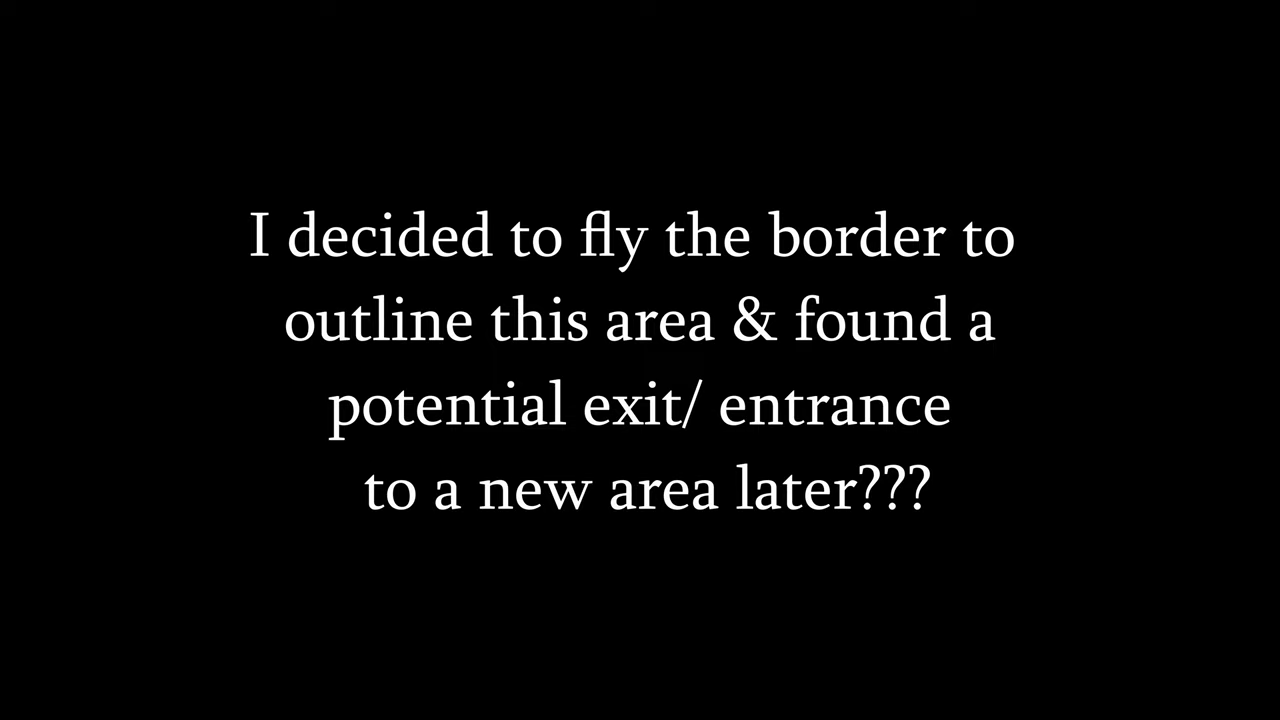 I decided to fly the border to
outline this area & found a
potential exit/ entrance
to a new area later???